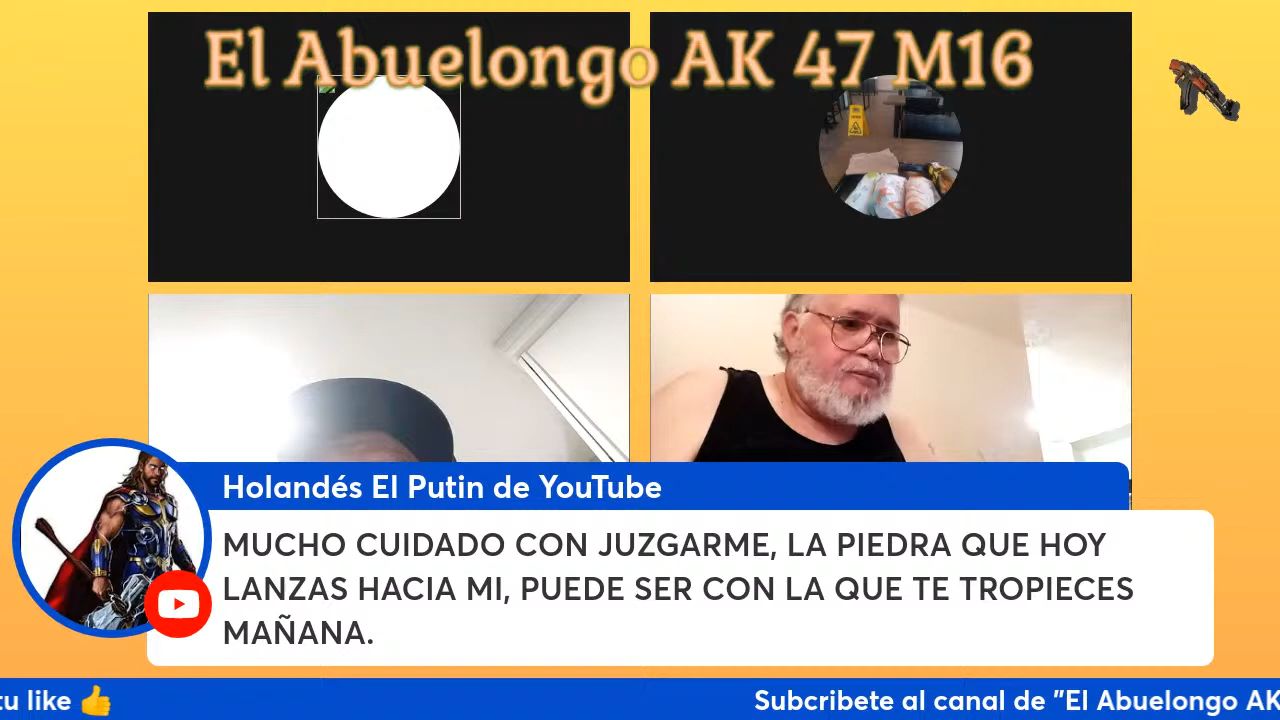 El Abuelongo AK 47 M16
Holandés El Putin de YouTube
MUCHO CUIDADO CON JUZGARME, LA PIEDRA QUE HOY
LANZAS HACIA MI, PUEDE SER CON LA QUE TE TROPIECES
MAÑANA.
tu like 👍
Subcribete al canal de "El Abuelongo AK